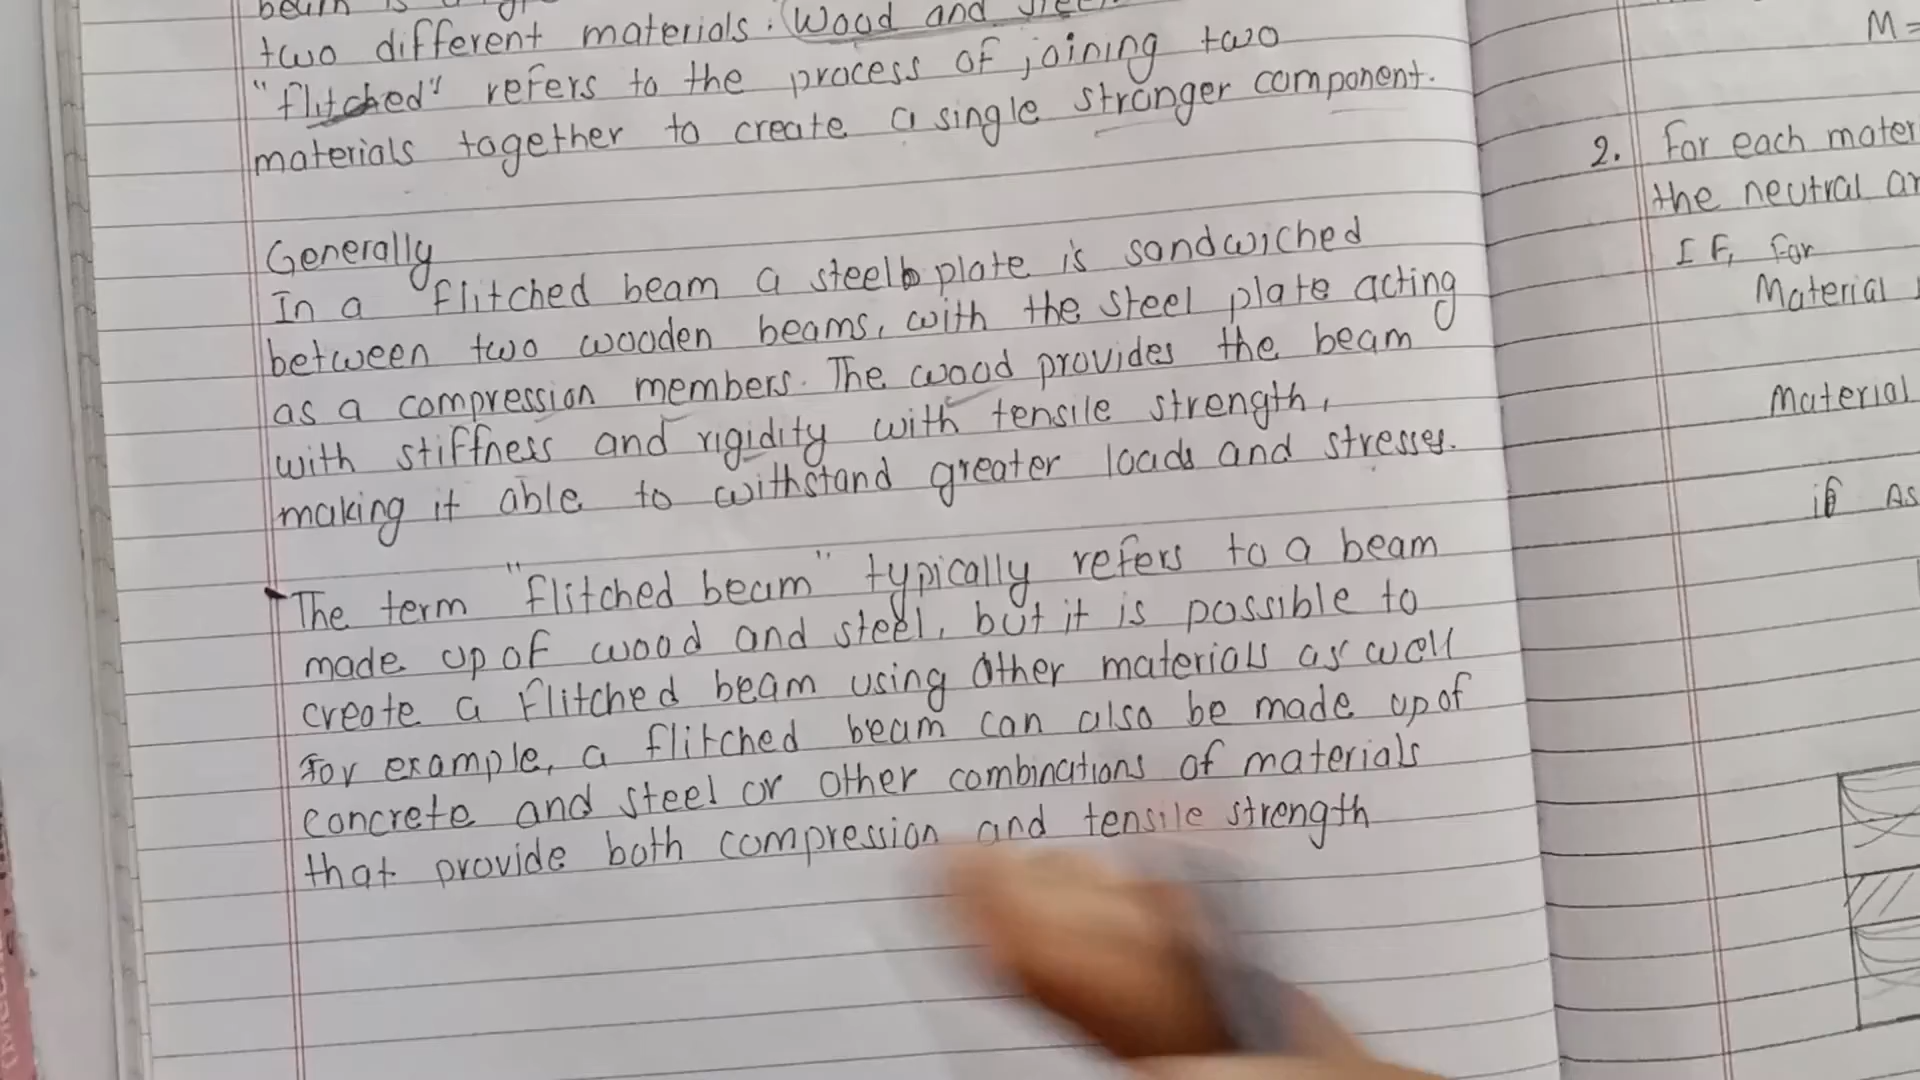 two different materials. Wood and
"flitched" refers to the process of joining two
materials together to create a single stronger component.
Generally
In a flitched beam a steel plate is sandwiched
between two wooden beams, with the steel plate acting
as a compression members. The wood provides the beam
with stiffness and rigidity with tensile strength,
making it able to withstand greater loads and stresses.
The term "flitched beam" typically refers to a beam
made up of wood and steel, but it is possible to
create a flitched beam using other materials as well
For example, a flitched beam can also be made up of
concrete and steel or other combinations of materials
that provide both compression and tensile strength
M=
2. For each
the neutral
I F, For
Material
Material
if As